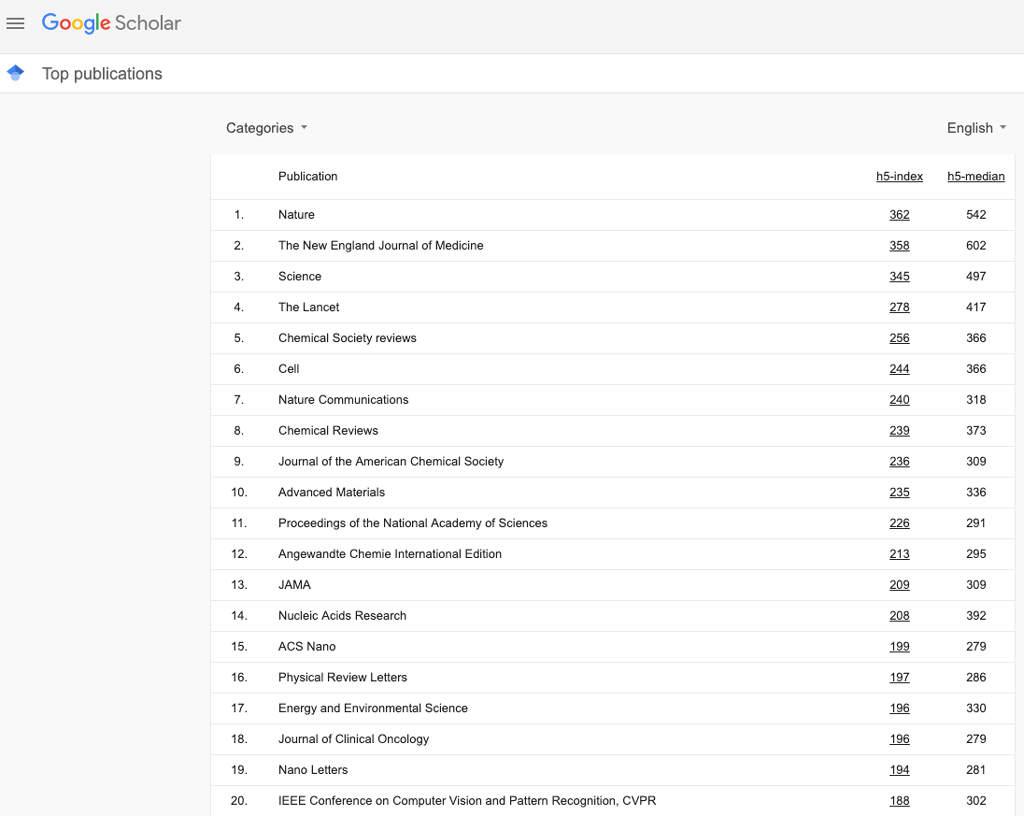 Google Scholar
Top publications
Categories English
Publication h5-index h5-median
1. Nature 362 542
2. The New England Journal of Medicine 358 602
3. Science 345 497
4. The Lancet 278 417
5. Chemical Society reviews 256 366
6. Cell 244 366
7. Nature Communications 240 318
8. Chemical Reviews 239 373
9. Journal of the American Chemical Society 236 309
10. Advanced Materials 235 336
11. Proceedings of the National Academy of Sciences 226 291
12. Angewandte Chemie International Edition 213 295
13. JAMA 209 309
14. Nucleic Acids Research 208 392
15. ACS Nano 199 279
16. Physical Review Letters 197 286
17. Energy and Environmental Science 196 330
18. Journal of Clinical Oncology 196 279
19. Nano Letters 194 281
20. IEEE Conference on Computer Vision and Pattern Recognition, CVPR 188 302